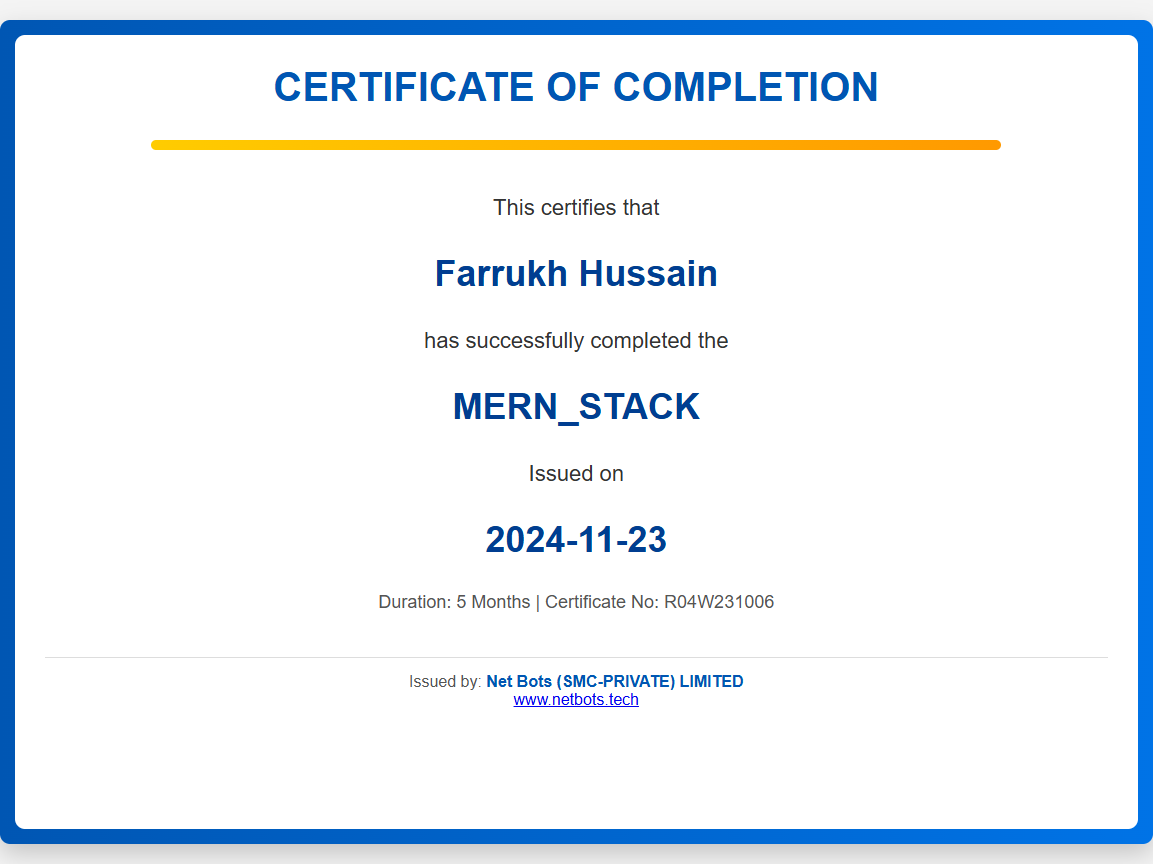 CERTIFICATE OF COMPLETION
This certifies that
Farrukh Hussain
has successfully completed the
MERN_STACK
Issued on
2024-11-23
Duration: 5 Months | Certificate No: R04W231006
Issued by: Net Bots (SMC-PRIVATE) LIMITED
www.netbots.tech